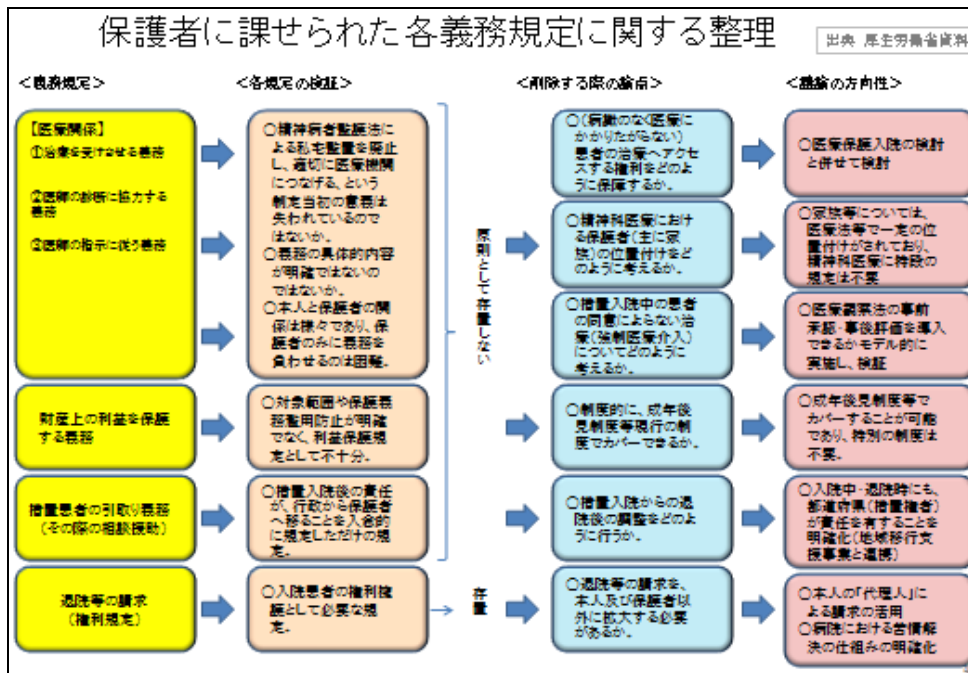 保護者に課せられた各義務規定に関する整理
出典 厚生労働省資料
＜義務規定＞
＜各規定の検証＞
＜削除する際の論点＞
＜議論の方向性＞
【医療関係】
①治療を受けさせる義務
②医師の診断に協力する
義務
③医師の指示に従う義務
○精神病者監護法に
よる私宅監置を廃止
し、適切に医療機関
につなげる、という
制定当初の意義は
失われているので
はないか。
○義務の具体的内容
が明確ではないの
ではないか。
○本人と保護者の関
係は様々であり、保
護者のみに義務を
負わせるのは困難。
原則として存置しない
○（病識のなく医療に
かかりたがらない）
患者の治療へアクセ
スする権利をどのよ
うに保障するか。
○医療保護入院の検討
と併せて検討
○精神科医療におけ
る保護者（主に家
族）の位置付けをど
のように考えるか。
○家族等については、
医療法等で一定の位
置付けがされており、
精神科医療に特段の
規定は不要
○措置入院中の患者
の同意によらない治
療（強制医療介入）
についてどのように
考えるか。
○医療観察法の事前
承認・事後評価を導入
できるかモデル的に
実施し、検証
財産上の利益を保護
する義務
○対象範囲や保護義
務濫用防止が明確
でなく、利益保護規
定として不十分。
○制度的に、成年後
見制度等現行の制
度でカバーできるか。
○成年後見制度等で
カバーすることが可能
であり、特別の制度は
不要。
措置患者の引取り義務
（その際の相談援助）
○措置入院後の責任
が、行政から保護者
へ移ることを入念的
に規定しただけの規
定。
○措置入院からの退
院後の調整をどのよ
うに行うか。
○入院中・退院時にも、
都道府県（措置権者）
が責任を有することを
明確化（地域移行支
援事業と連携）
退院等の請求
（権利規定）
○入院患者の権利擁
護として必要な規
定。
存置
○退院等の請求を、
本人及び保護者以
外に拡大する必要
があるか。
○本人の「代理人」に
よる請求の活用
○病院における苦情解
決の仕組みの明確化